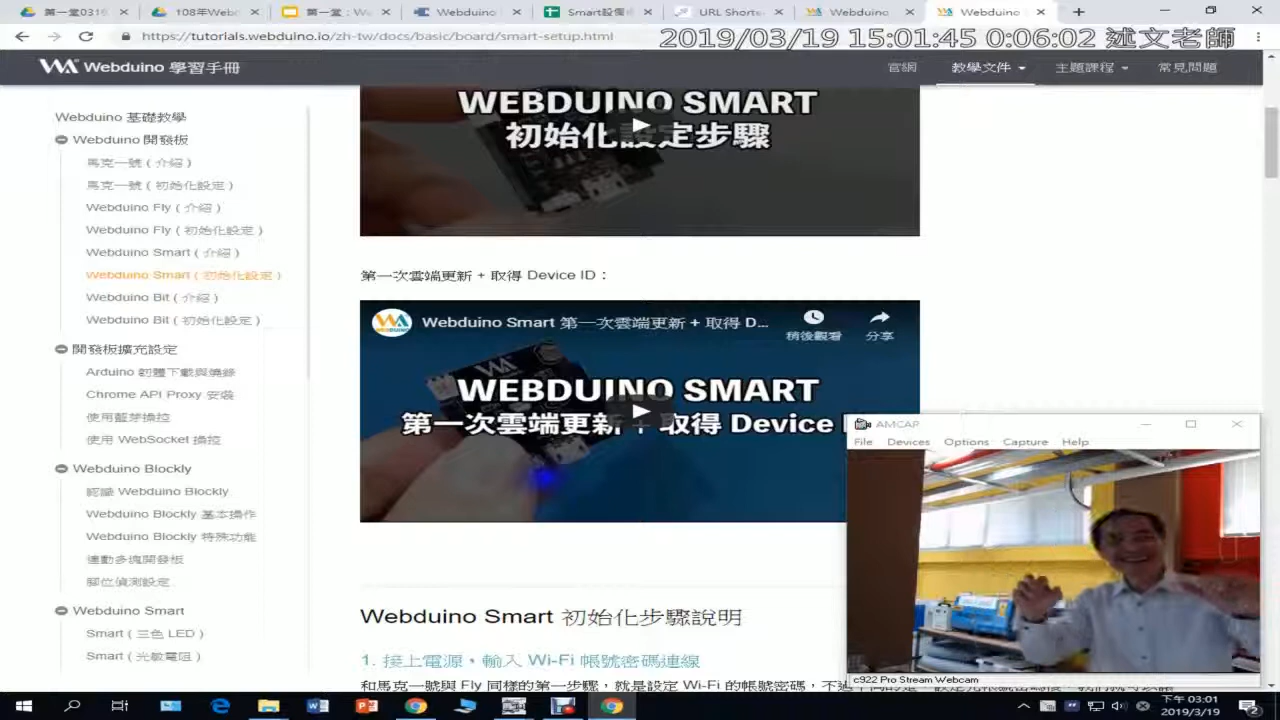 第一堂0316
108年Webd
第一堂：We
Webduino
Smart設備
URL Shorte
Webduino
Webduino
https://tutorials.webduino.io/zh-tw/docs/basic/board/smart-setup.html
2019/03/19 15:01:45 0:06:02 述文老師
Webduino 學習手冊
官網
教學文件
主題課程
常見問題
Webduino 基礎教學
Webduino 開發板
馬克一號 ( 介紹 )
馬克一號 ( 初始化設定 )
Webduino Fly ( 介紹 )
Webduino Fly ( 初始化設定 )
Webduino Smart ( 介紹 )
Webduino Smart ( 初始化設定 )
Webduino Bit ( 介紹 )
Webduino Bit ( 初始化設定 )
開發板擴充設定
Arduino 韌體下載與燒錄
Chrome API Proxy 安裝
使用藍芽操控
使用 WebSocket 操控
Webduino Blockly
認識 Webduino Blockly
Webduino Blockly 基本操作
Webduino Blockly 特殊功能
連動多塊開發板
腳位偵測設定
Webduino Smart
Smart ( 三色 LED )
Smart ( 光敏電阻 )
WEBDUINO SMART
初始化設定步驟
第一次雲端更新 + 取得 Device ID：
Webduino Smart 第一次雲端更新 + 取得 D...
稍後觀看
分享
WEBDUINO SMART
第一次雲端更新 + 取得 Device
Webduino Smart 初始化步驟說明
1. 接上電源，輸入 Wi-Fi 帳號密碼連線
和馬克一號與 Fly 同樣的第一步驟，就是設定 Wi-Fi 的帳號密碼，不
AMCAP
File Devices Options Capture Help
c922 Pro Stream Webcam
下午 03:01
2019/3/19
2